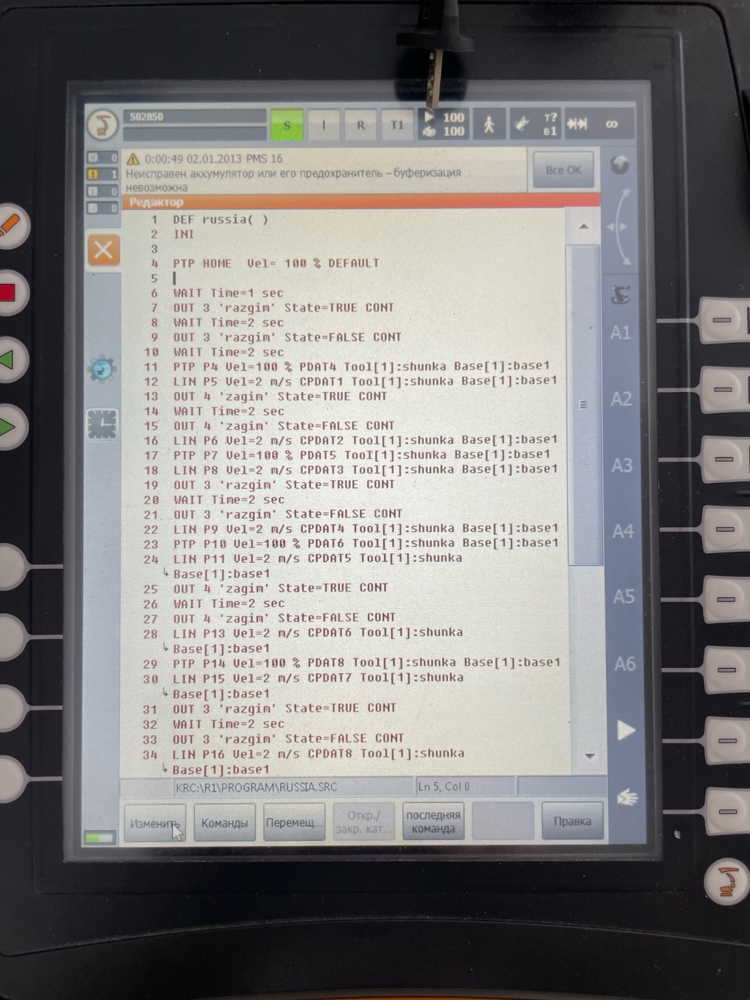 502850
S I R T1
100
100
T?
B1
∞
0
1
0
0
0:00:49 02.01.2013 PMS 16
Неисправен аккумулятор или его предохранитель – буферизация
невозможна
Все OK
Редактор
1 DEF russia( )
2 INI
3
4 PTP HOME Vel= 100 % DEFAULT
5
6 WAIT Time=1 sec
7 OUT 3 'razgim' State=TRUE CONT
8 WAIT Time=2 sec
9 OUT 3 'razgim' State=FALSE CONT
10 WAIT Time=2 sec
11 PTP P4 Vel=100 % PDAT4 Tool[1]:shunka Base[1]:base1
12 LIN P5 Vel=2 m/s CPDAT1 Tool[1]:shunka Base[1]:base1
13 OUT 4 'zagim' State=TRUE CONT
14 WAIT Time=2 sec
15 OUT 4 'zagim' State=FALSE CONT
16 LIN P6 Vel=2 m/s CPDAT2 Tool[1]:shunka Base[1]:base1
17 PTP P7 Vel=100 % PDAT5 Tool[1]:shunka Base[1]:base1
18 LIN P8 Vel=2 m/s CPDAT3 Tool[1]:shunka Base[1]:base1
19 OUT 3 'razgim' State=TRUE CONT
20 WAIT Time=2 sec
21 OUT 3 'razgim' State=FALSE CONT
22 LIN P9 Vel=2 m/s CPDAT4 Tool[1]:shunka Base[1]:base1
23 PTP P10 Vel=100 % PDAT6 Tool[1]:shunka Base[1]:base1
24 LIN P11 Vel=2 m/s CPDAT5 Tool[1]:shunka
↳ Base[1]:base1
25 OUT 4 'zagim' State=TRUE CONT
26 WAIT Time=2 sec
27 OUT 4 'zagim' State=FALSE CONT
28 LIN P13 Vel=2 m/s CPDAT6 Tool[1]:shunka
↳ Base[1]:base1
29 PTP P14 Vel=100 % PDAT8 Tool[1]:shunka Base[1]:base1
30 LIN P15 Vel=2 m/s CPDAT7 Tool[1]:shunka
↳ Base[1]:base1
31 OUT 3 'razgim' State=TRUE CONT
32 WAIT Time=2 sec
33 OUT 3 'razgim' State=FALSE CONT
34 LIN P16 Vel=2 m/s CPDAT8 Tool[1]:shunka
↳ Base[1]:base1
A1
A2
A3
A4
A5
A6
KRC:\R1\PROGRAM\RUSSIA.SRC Ln 5, Col 0
Изменить
Команды
Перемещ...
Откр./
закр. кат...
последняя
команда
Правка